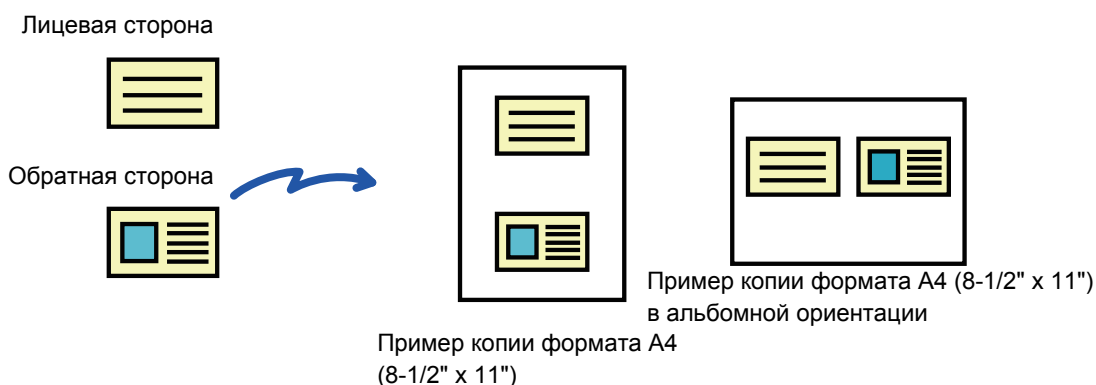 Лицевая сторона
Обратная сторона
Пример копии формата A4
(8-1/2" x 11")
Пример копии формата A4 (8-1/2" x 11")
в альбомной ориентации